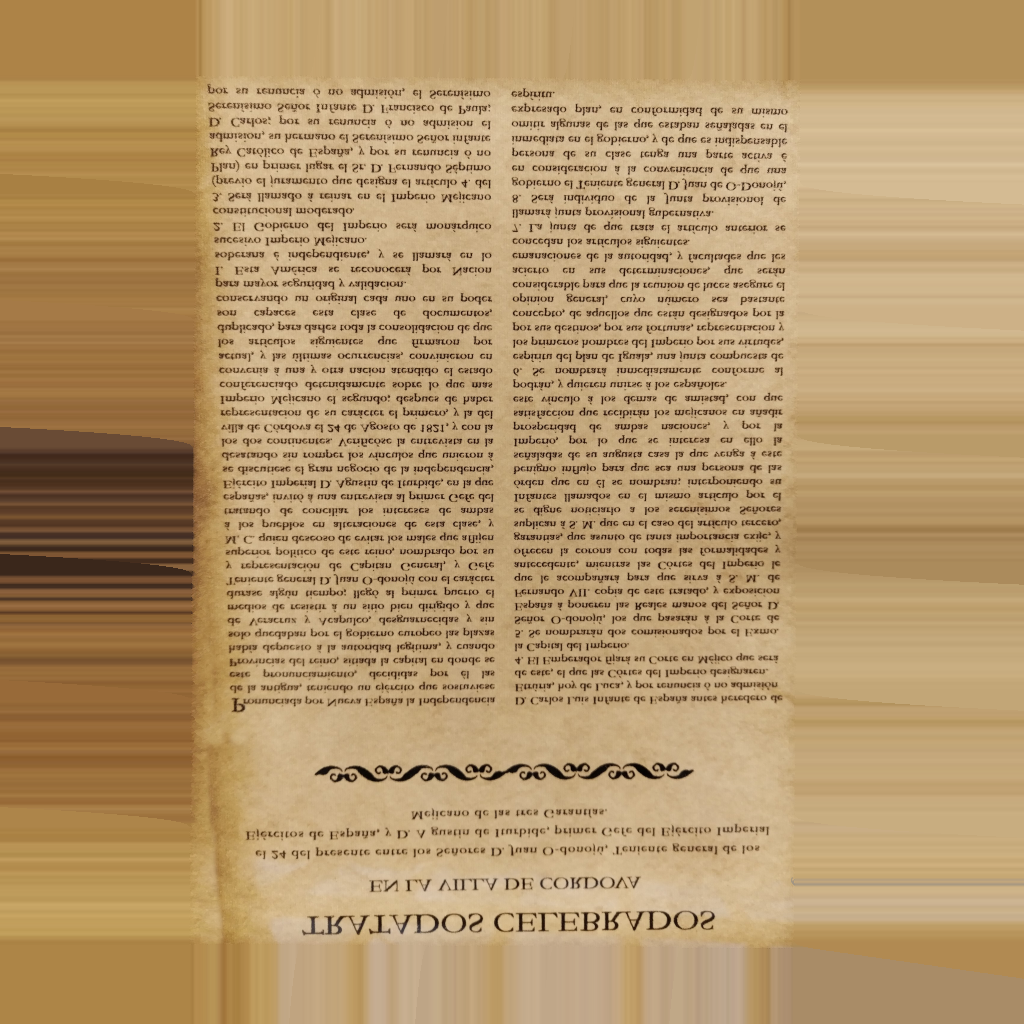 TRATADOS CELEBRADOS
EN LA VILLA DE CORDOVA
el 24 del presente entre los Señores D. Juan O-donojú, Teniente general de los
Ejércitos de España, y D. A gustin de Iturbide, primer Gefe del Ejército Imperial
Mejicano de las tres Garantías.
Pronunciada por Nueva España la Independencia
de la antigua, teniendo un ejército que sostuviese
este pronunciamiento, decididas por él las
Provincias del reino, sitiada la capital en donde se
había depuesto à la autoridad legítima, y cuando
solo quedaban por el gobierno europeo las plazas
de Veracruz y Acapulco, desguarnecidas y sin
medios de resistir à un sitio bien dirigido y que
durase algún tiempo; llegó al primer puerto el
Teniente general D. Juan O-donojú con el carácter
y representación de Capitan General, y Gefe
superior político de este reino, nombrado por su
M. C. quien deseoso de evitar los males que aflijen
à los pueblos en alteraciones de esta clase, y
tratando de conciliar los intereses de ambas
españas, invitó à una entrevista al primer Gefe del
Ejército Imperial D. Agustin de Iturbide, en la que
se discutiese el gran negocio de la independencia,
desatando sin romper los vínculos que unieron à
los dos continentes. Verificóse la entrevista en la
villa de Córdova el 24 de Agosto de 1821, y con la
representacion de su carácter el primero, y la del
Imperio Mejicano el segundo; despues de haber
conferenciado detenidamente sobre lo que mas
convenía à una y otra nacion atendido el estado
actual, y las últimas ocurrencias, convinieron en
los artículos siguientes que firmaron por
duplicado, para darles toda la consolidacion de que
son capaces esta clase de documentos,
conservando un original cada uno en su poder
para mayor seguridad y validacion.
1. Esta América se reconocerá por Nacion
soberana é independiente, y se llamará en lo
sucesivo Imperio Mejicano.
2. El Gobierno del Imperio será monárquico
constitucional moderado.
3. Será llamado à reinar en el Imperio Mejicano
(previo el juramento que designa el artículo 4. del
Plan) en primer lugar el Sr. D. Fernando Séptimo
Rey Católico de España, y por su renuncia ó no
admision, su hermano el Serenísimo Señor infante
D. Carlos; por su renuncia ó no admision el
Serenísimo Señor Infante D. Francisco de Paula;
por su renuncia ó no admisión, el Serenísimo
D. Carlos Luis Infante de España antes heredero de
Etrúria, hoy de Luca, y por renuncia ó no admisión
de este, el que las Córtes del Imperio designaren.
4. El Emperador fijará su Corte en Méjico que será
la Capital del Imperio.
5. Se nombrarán dos comisionados por el Exmo.
Señor O-donojú, los que pasarán à la Corte de
España à poneren las Reales manos del Señor D.
Fernando VII. copia de este tratado, y exposicion
que le acompañará para que sirva à S. M. de
antecedente, mientras las Córtes del Imperio le
ofrecen la corona con todas las formalidades y
garantías, que asunto de tanta importancia exije, y
suplican à S. M. que en el caso del artículo tercero,
se digne noticiarlo a los serenísimos Señores
Infantes llamados en el mismo artículo por el
órden que en él se nombran; interponiendo su
benigno influjo para que sea una persona de las
señaladas de su augusta casa la que venga à este
Imperio, por lo que se interesa en ello la
prosperidad de ambas naciones, y por la
satisfaccion que recibirán los mejicanos en añadir
este vínculo à los demas de amistad, con que
podrán, y quieren unirse à los españoles.
6. Se nombrará inmediatamente conforme al
espíritu del plan de Iguala, una junta compuesta de
los primeros hombres del Imperio por sus virtudes,
por sus destinos, por sus fortunas, representacion y
concepto, de aquellos que están designados por la
opinion general, cuyo número sea bastante
considerable para que la reunion de luces asegure el
acierto en sus determinaciones, que serán
emanaciones de la autoridad, y facultades que les
concedan los artículos siguientes.
7. La junta de que trata el artículo anterior se
llamará junta provisional gubernativa.
8. Será individuo de la Junta provisionol de
gobierno el Teniente general D. Juan de O-Donojú,
en consideracion à la conveniencia de que una
persona de su clase tenga una parte activa é
inmediata en el gobierno, y de que es indispensable
omitir algunas de las que estaban señaladas en el
expresado plan, en conformidad de su mismo
espíritu.